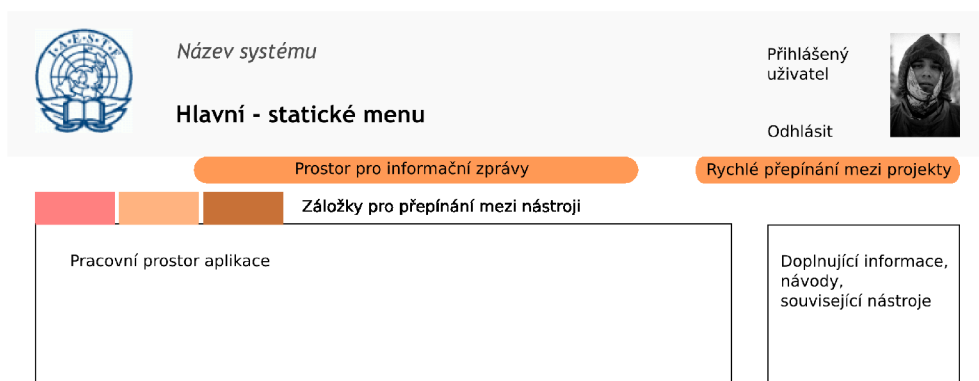 I·A·E·S·T·E
Název systému
Hlavní - statické menu
Přihlášený
uživatel
Odhlásit
Prostor pro informační zprávy
Rychlé přepínání mezi projekty
Záložky pro přepínání mezi nástroji
Pracovní prostor aplikace
Doplnující informace,
návody,
související nástroje